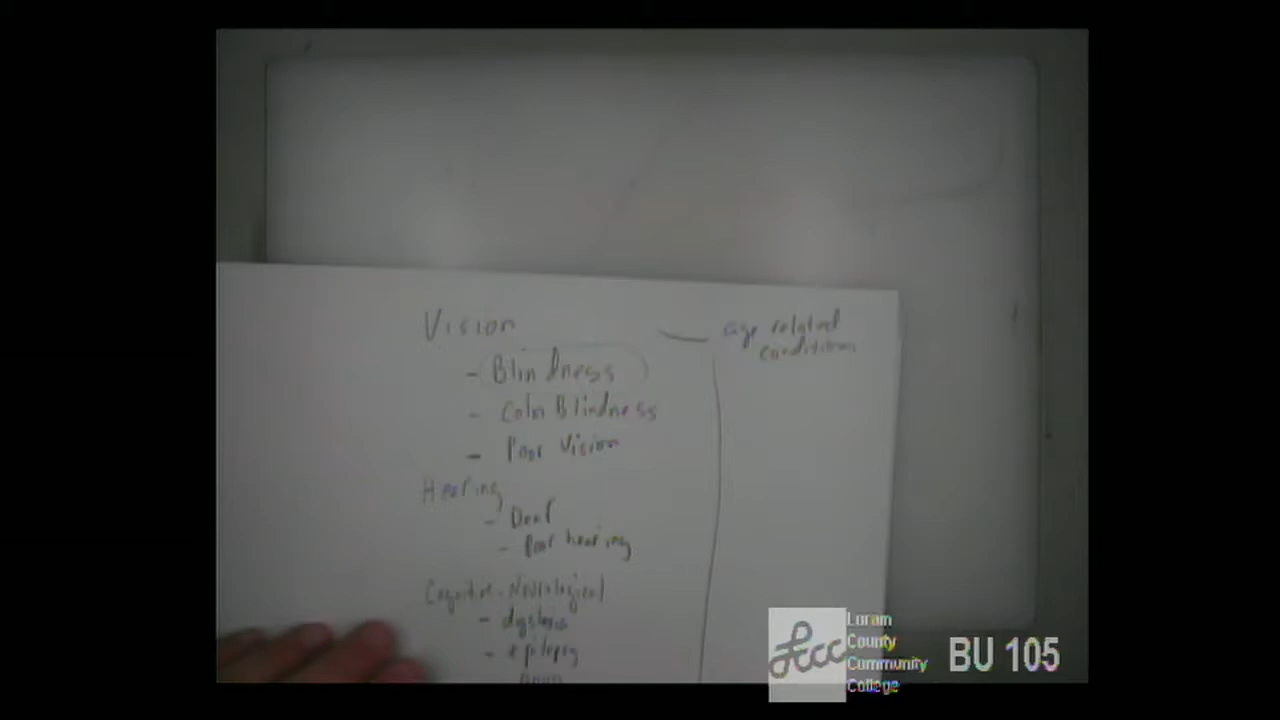 Vision
- Blindness
- Color Blindness
- Poor Vision
Hearing
- Deaf
- Poor hearing
Cognitive - Neurological
- dyslexia
- epilepsy
age related
conditions
Lorain
County
Community
College
lccc
BU 105